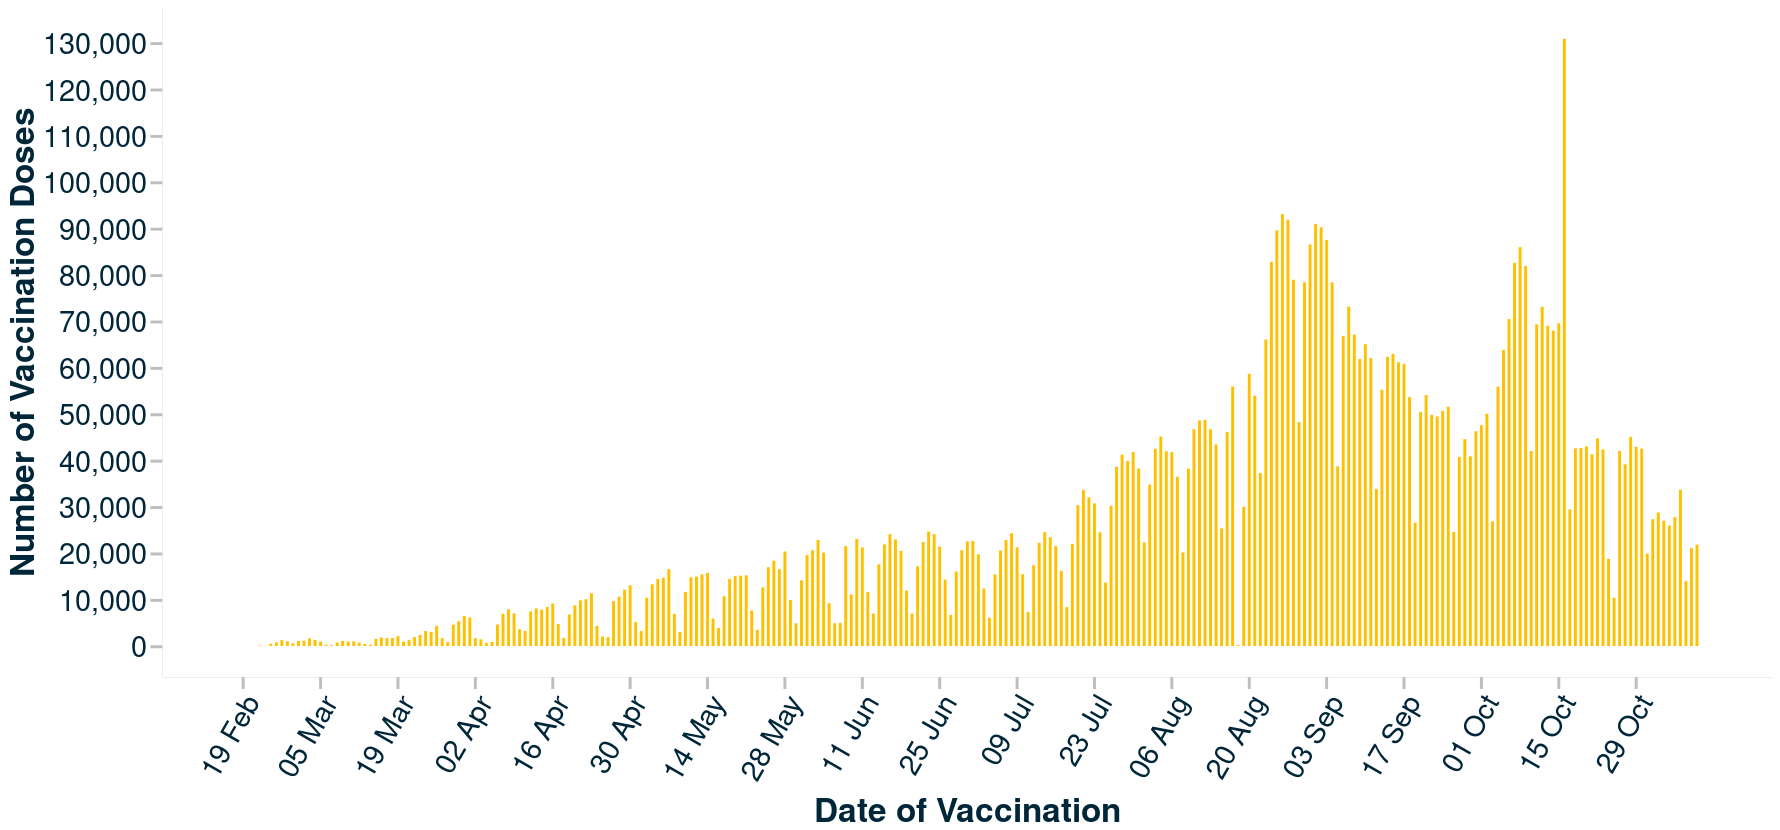 Number of Vaccination Doses
130,000
120,000
110,000
100,000
90,000
80,000
70,000
60,000
50,000
40,000
30,000
20,000
10,000
0
19 Feb
05 Mar
19 Mar
02 Apr
16 Apr
30 Apr
14 May
28 May
11 Jun
25 Jun
09 Jul
23 Jul
06 Aug
20 Aug
03 Sep
17 Sep
01 Oct
15 Oct
29 Oct
Date of Vaccination